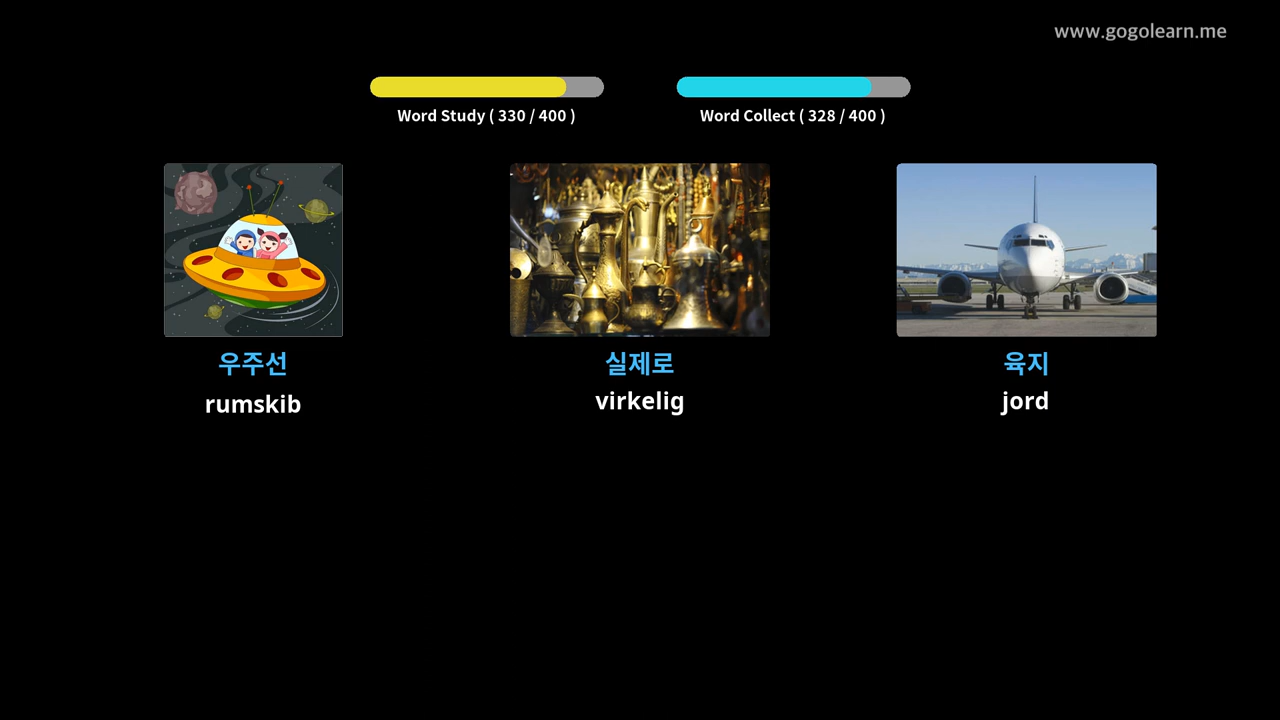 www.gogolearn.me
Word Study ( 330 / 400 )
Word Collect ( 328 / 400 )
우주선
실제로
육지
rumskib
virkelig
jord